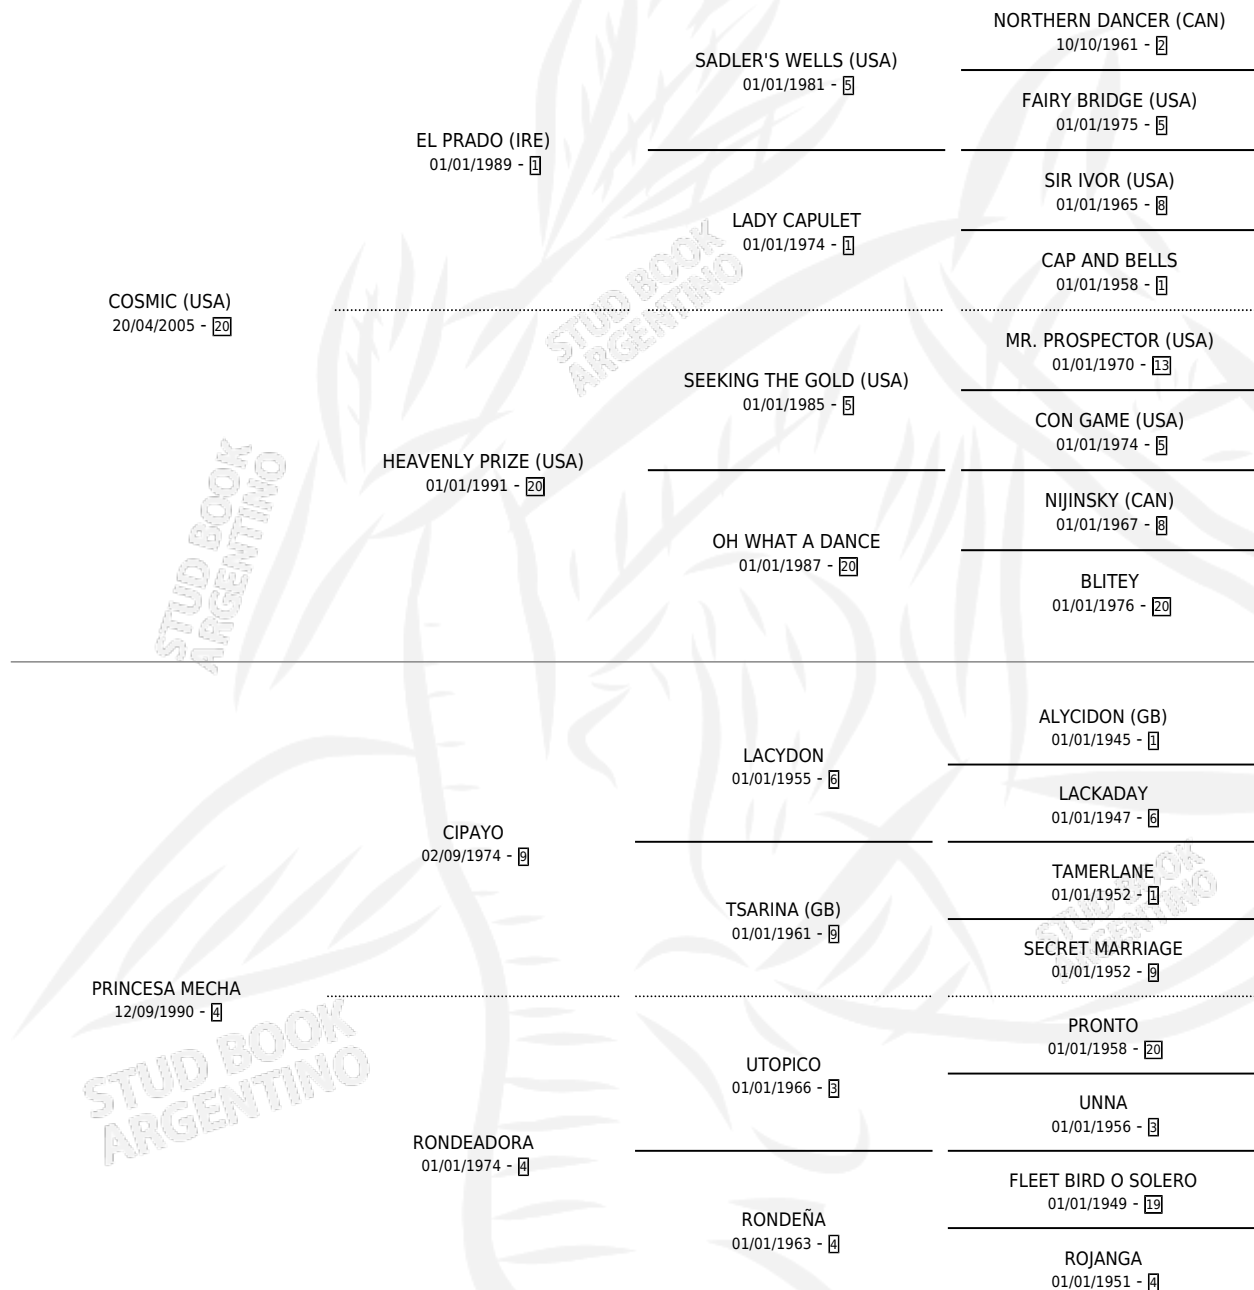 NORTHERN DANCER (CAN)
10/10/1961 - 2
SADLER'S WELLS (USA)
01/01/1981 - 5
FAIRY BRIDGE (USA)
01/01/1975 - 5
EL PRADO (IRE)
01/01/1989 - 1
SIR IVOR (USA)
01/01/1965 - 8
LADY CAPULET
01/01/1974 - 1
CAP AND BELLS
01/01/1958 - 1
COSMIC (USA)
20/04/2005 - 20
MR. PROSPECTOR (USA)
01/01/1970 - 13
SEEKING THE GOLD (USA)
01/01/1985 - 5
CON GAME (USA)
01/01/1974 - 5
HEAVENLY PRIZE (USA)
01/01/1991 - 20
NIJINSKY (CAN)
01/01/1967 - 8
OH WHAT A DANCE
01/01/1987 - 20
BLITEY
01/01/1976 - 20
ALYCIDON (GB)
01/01/1945 - 1
LACYDON
01/01/1955 - 6
LACKADAY
01/01/1947 - 6
CIPAYO
02/09/1974 - 9
TAMERLANE
01/01/1952 - 1
TSARINA (GB)
01/01/1961 - 9
SECRET MARRIAGE
01/01/1952 - 9
PRINCESA MECHA
12/09/1990 - 4
PRONTO
01/01/1958 - 20
UTOPICO
01/01/1966 - 3
UNNA
01/01/1956 - 3
RONDEADORA
01/01/1974 - 4
FLEET BIRD O SOLERO
01/01/1949 - 19
RONDEÑA
01/01/1963 - 4
ROJANGA
01/01/1951 - 4
STUD BOOK
ARGENTINO
STUD BOOK
ARGENTINO
STUD BOOK
ARGENTINO
STUD BOOK
ARGENTINO